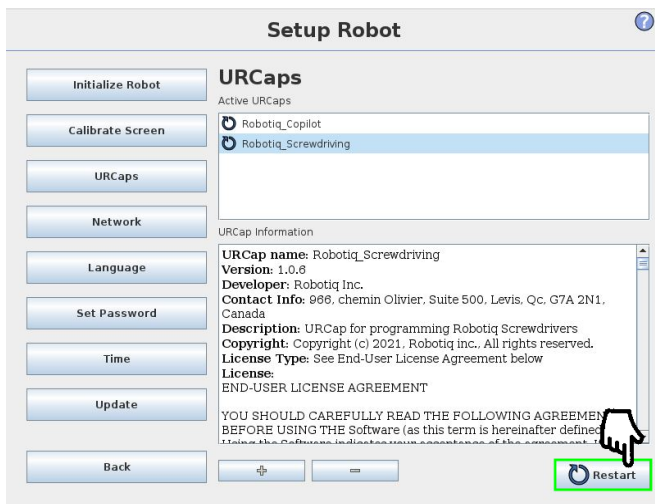 Setup Robot
?
Initialize Robot
Calibrate Screen
URCaps
Network
Language
Set Password
Time
Update
Back
URCaps
Active URCaps
Robotiq_Copilot
Robotiq_Screwdriving
URCap Information
URCap name: Robotiq_Screwdriving
Version: 1.0.6
Developer: Robotiq Inc.
Contact Info: 966, chemin Olivier, Suite 500, Levis, Qc, G7A 2N1,
Canada
Description: URCap for programming Robotiq Screwdrivers
Copyright: Copyright (c) 2021, Robotiq inc., All rights reserved.
License Type: See End-User License Agreement below
License:
END-USER LICENSE AGREEMENT
YOU SHOULD CAREFULLY READ THE FOLLOWING
BEFORE USING THE Software (as this term is hereinafter
Restart